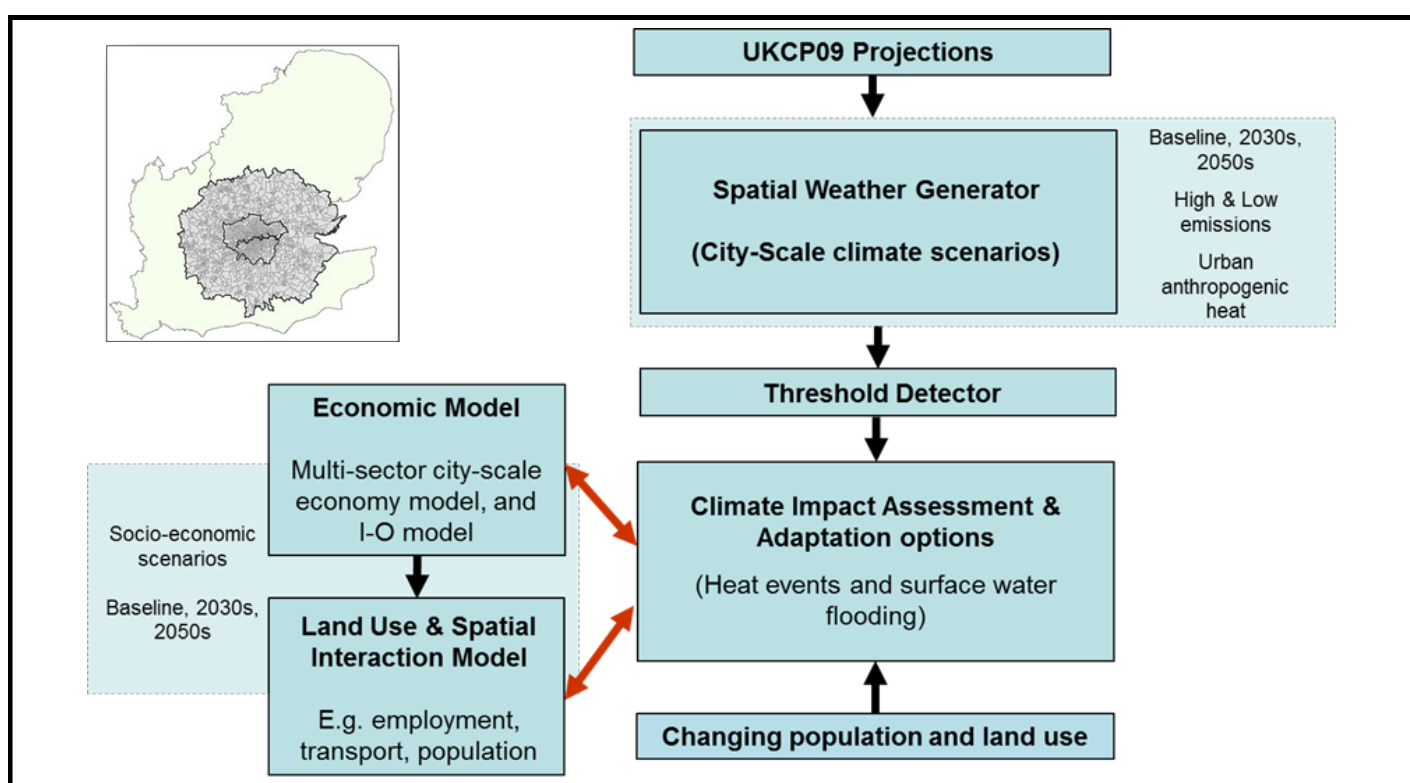 UKCP09 Projections
Spatial Weather Generator
(City-Scale climate scenarios)
Baseline, 2030s,
2050s
High & Low
emissions
Urban
anthropogenic
heat
Threshold Detector
Economic Model
Multi-sector city-scale
economy model, and
I-O model
Socio-economic
scenarios
Baseline, 2030s,
2050s
Land Use & Spatial
Interaction Model
E.g. employment,
transport, population
Climate Impact Assessment &
Adaptation options
(Heat events and surface water
flooding)
Changing population and land use